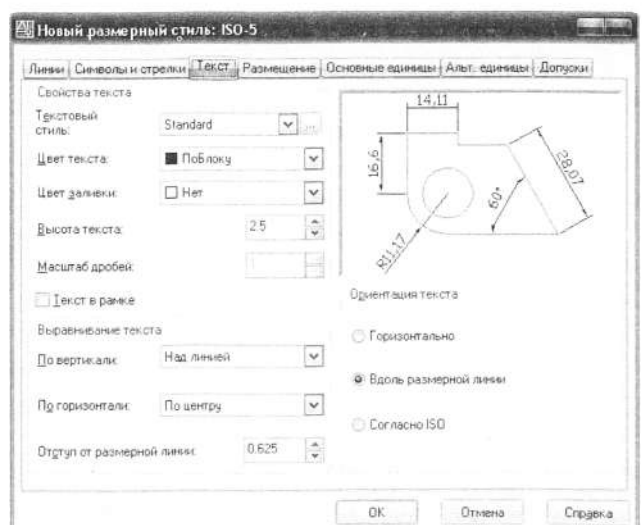 Новый размерный стиль: ISO-5
Линии Символы и стрелки Текст Размещение Основные единицы Альт. единицы Допуски
Свойства текста
Текстовый стиль: Standard ...
Цвет текста: ПоБлоку
Цвет заливки: Нет
Высота текста: 2.5
Масштаб дробей:
Текст в рамке
Выравнивание текста
По вертикали: Над линией
По горизонтали: По центру
Отступ от размерной линии: 0.625
14,11
16,6
28,07
60°
R11,17
Ориентация текста
Горизонтально
Вдоль размерной линии
Согласно ISO
OK Отмена Справка